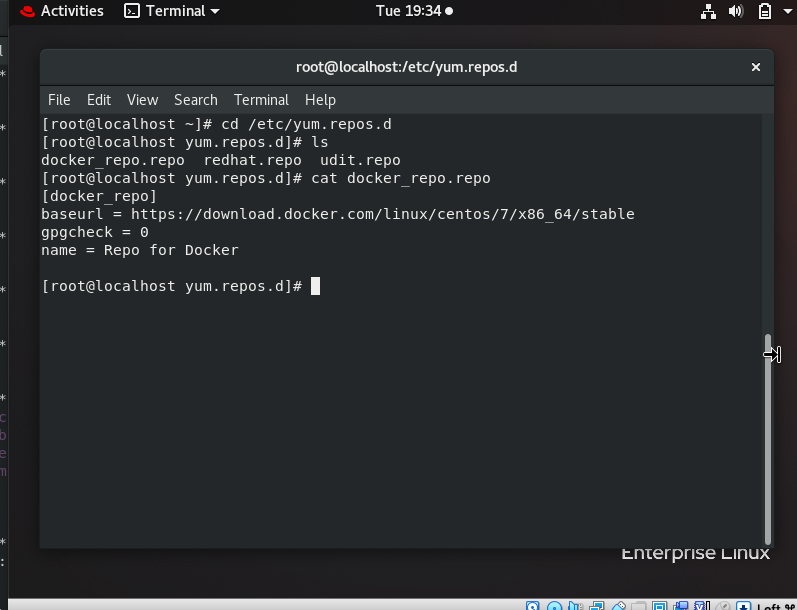 Activities Terminal Tue 19:34
root@localhost:/etc/yum.repos.d
File Edit View Search Terminal Help
[root@localhost ~]# cd /etc/yum.repos.d
[root@localhost yum.repos.d]# ls
docker_repo.repo  redhat.repo  udit.repo
[root@localhost yum.repos.d]# cat docker_repo.repo
[docker_repo]
baseurl = https://download.docker.com/linux/centos/7/x86_64/stable
gpgcheck = 0
name = Repo for Docker
[root@localhost yum.repos.d]#
Enterprise Linux
Left ⌘